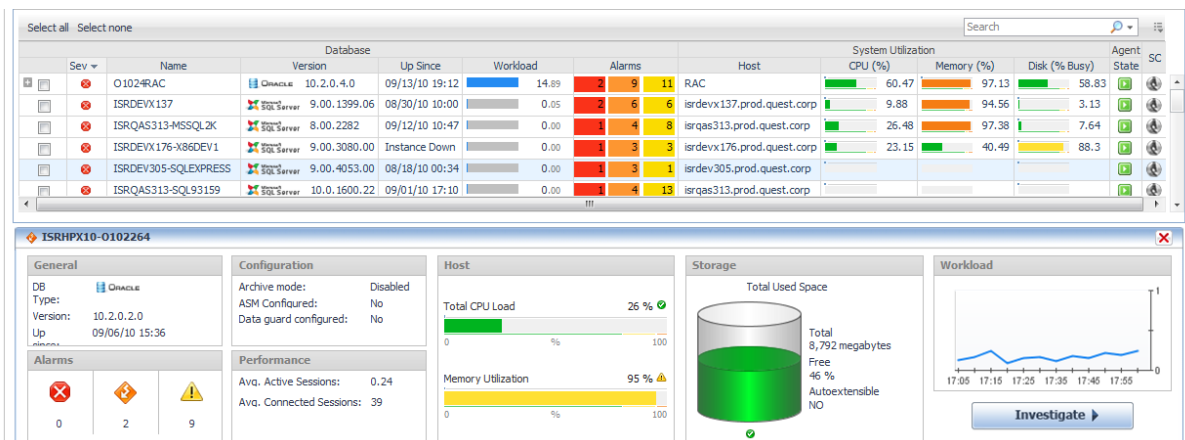 Select all Select none Search
Database System Utilization Agent
Sev Name Version Up Since Workload Alarms Host CPU (%) Memory (%) Disk (% Busy) State SC
O1024RAC ORACLE 10.2.0.4.0 09/13/10 19:12 14.89 2 9 11 RAC 60.47 97.13 58.83
ISRDEVX137 Microsoft SQL Server 9.00.1399.06 08/30/10 10:00 0.05 2 6 6 isrdevx137.prod.quest.corp 9.88 94.56 3.13
ISRQAS313-MSSQL2K Microsoft SQL Server 8.00.2282 09/12/10 10:47 0.00 1 4 8 isrqas313.prod.quest.corp 26.48 97.38 7.64
ISRDEVX176-X86DEV1 Microsoft SQL Server 9.00.3080.00 Instance Down 0.00 1 3 3 isrdevx176.prod.quest.corp 23.15 40.49 88.3
ISRDEV305-SQLEXPRESS Microsoft SQL Server 9.00.4053.00 08/18/10 00:34 0.00 1 3 1 isrdev305.prod.quest.corp
ISRQAS313-SQL93159 Microsoft SQL Server 10.0.1600.22 09/01/10 17:10 0.00 1 4 13 isrqas313.prod.quest.corp
ISRHPX10-O102264
General
DB Type: ORACLE
Version: 10.2.0.2.0
Up 09/06/10 15:36
Alarms
0 2 9
Configuration
Archive mode: Disabled
ASM Configured: No
Data guard configured: No
Performance
Avg. Active Sessions: 0.24
Avg. Connected Sessions: 39
Host
Total CPU Load 26 %
0 % 100
Memory Utilization 95 %
0 % 100
Storage
Total Used Space
Total
8,792 megabytes
Free
46 %
Autoextensible
NO
Workload
1
0
17:05 17:15 17:25 17:35 17:45 17:55
Investigate